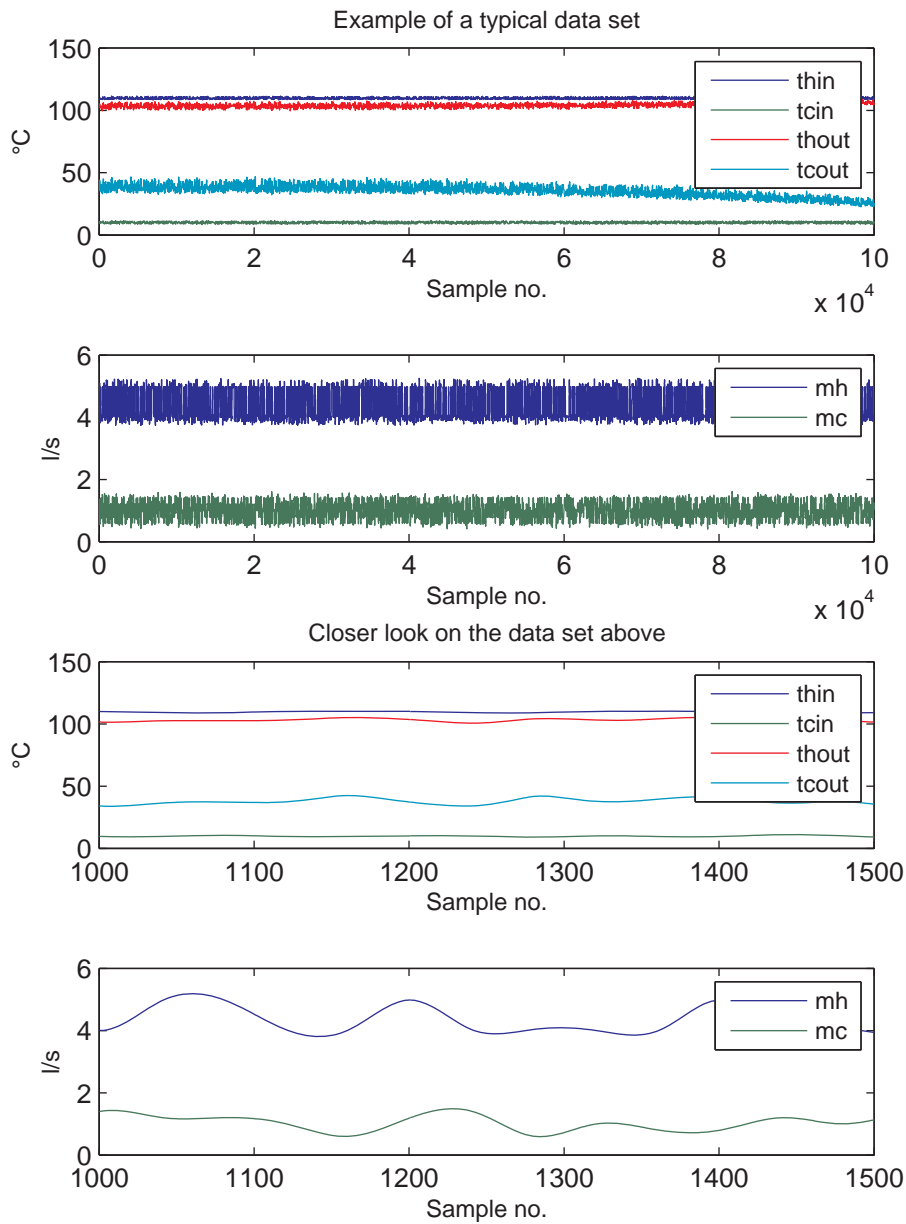 Example of a typical data set
150
100
50
0
°C
thin
tcin
thout
tcout
0 2 4 6 8 10
Sample no.
x 10^4
6
4
2
0
l/s
mh
mc
0 2 4 6 8 10
Sample no.
x 10^4
Closer look on the data set above
150
100
50
0
°C
thin
tcin
thout
tcout
1000 1100 1200 1300 1400 1500
Sample no.
6
4
2
0
l/s
mh
mc
1000 1100 1200 1300 1400 1500
Sample no.